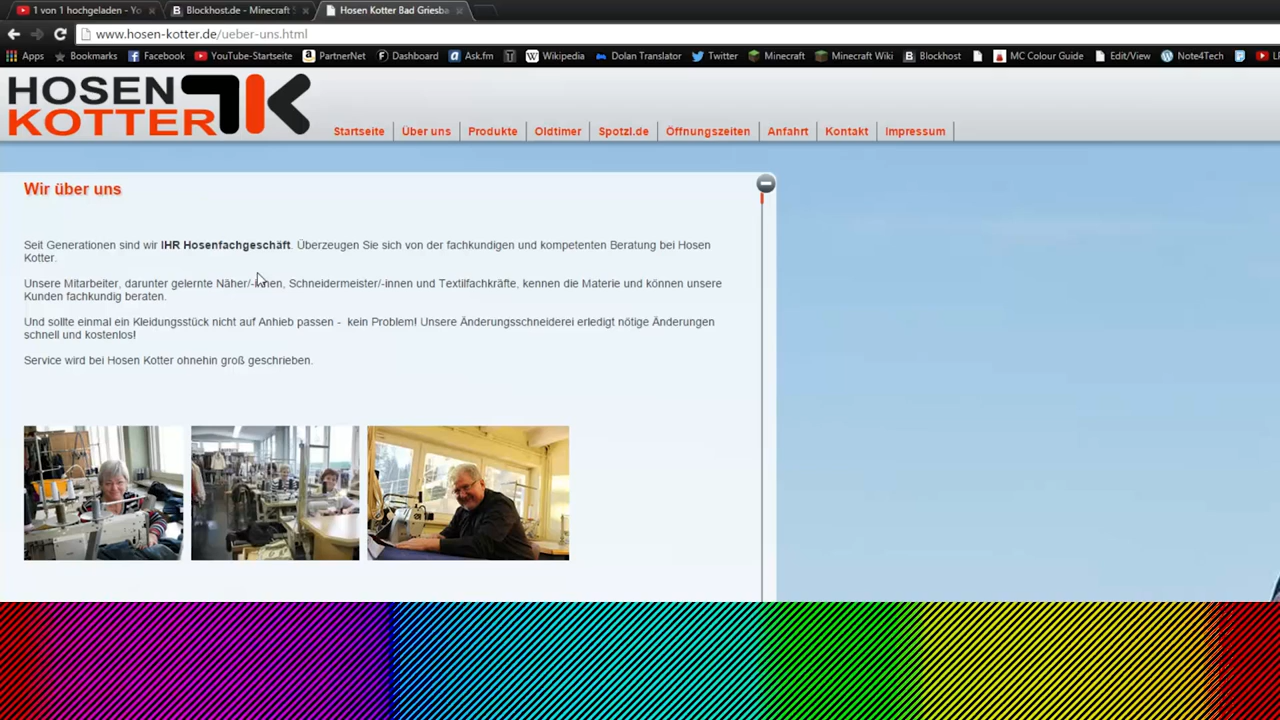 1 von 1 hochgeladen - Yo
Blockhost.de - Minecraft S
Hosen Kotter Bad Griesba
www.hosen-kotter.de/ueber-uns.html
Apps Bookmarks Facebook YouTube-Startseite PartnerNet Dashboard Ask.fm Wikipedia Dolan Translator Twitter Minecraft Minecraft Wiki Blockhost MC Colour Guide Edit/View Note4Tech
HOSEN
KOTTER
Startseite Über uns Produkte Oldtimer Spotzl.de Öffnungszeiten Anfahrt Kontakt Impressum
Wir über uns
Seit Generationen sind wir IHR Hosenfachgeschäft. Überzeugen Sie sich von der fachkundigen und kompetenten Beratung bei Hosen
Kotter.
Unsere Mitarbeiter, darunter gelernte Näher/-innen, Schneidermeister/-innen und Textilfachkräfte, kennen die Materie und können unsere
Kunden fachkundig beraten.
Und sollte einmal ein Kleidungsstück nicht auf Anhieb passen - kein Problem! Unsere Änderungsschneiderei erledigt nötige Änderungen
schnell und kostenlos!
Service wird bei Hosen Kotter ohnehin groß geschrieben.